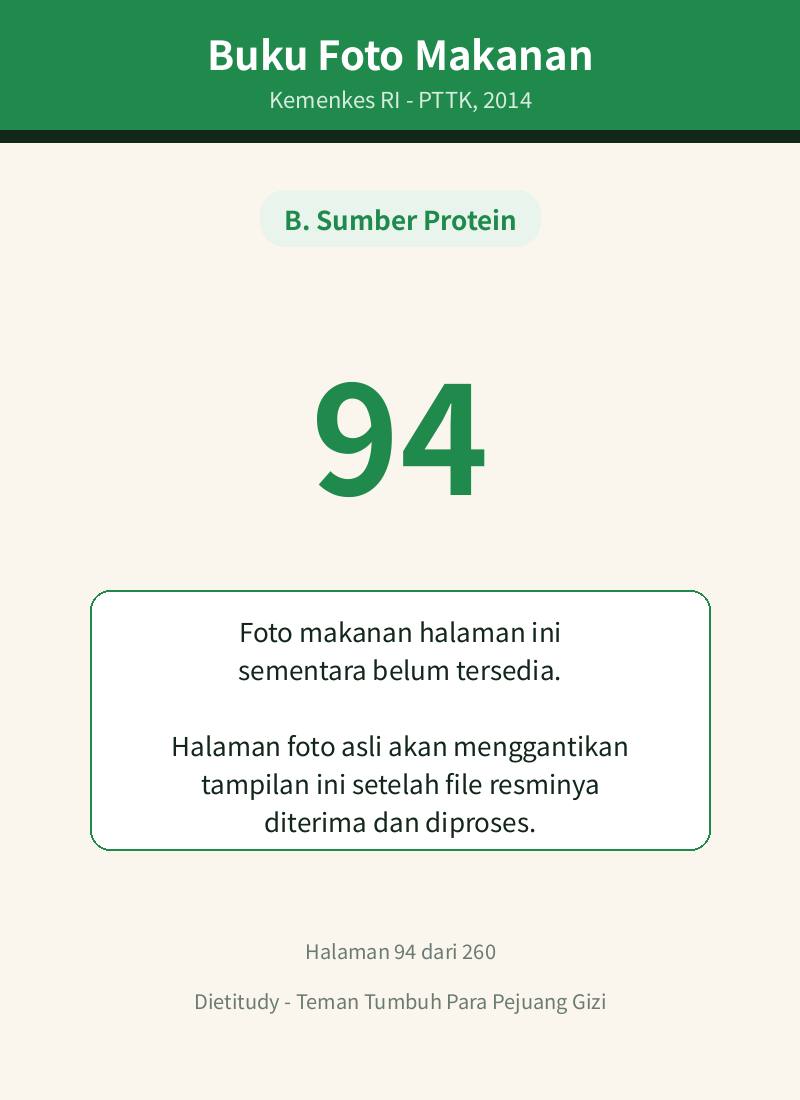 Buku Foto Makanan
Kemenkes RI - PTTK, 2014
B. Sumber Protein
94
Foto makanan halaman ini
sementara belum tersedia.
Halaman foto asli akan menggantikan
tampilan ini setelah file resminya
diterima dan diproses.
Halaman 94 dari 260
Dietitudy - Teman Tumbuh Para Pejuang Gizi